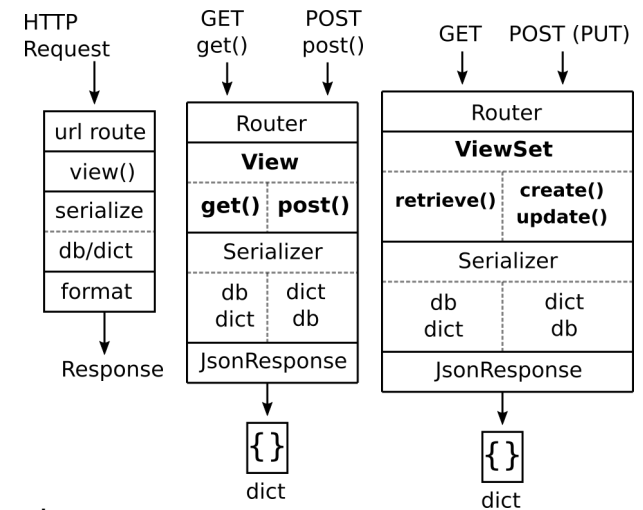 HTTP
Request
url route
view()
serialize
db/dict
format
Response
GET
get()
POST
post()
Router
View
get()
post()
Serializer
db
dict
dict
db
JsonResponse
{}
dict
GET
POST (PUT)
Router
ViewSet
retrieve()
create()
update()
Serializer
db
dict
dict
db
JsonResponse
{}
dict